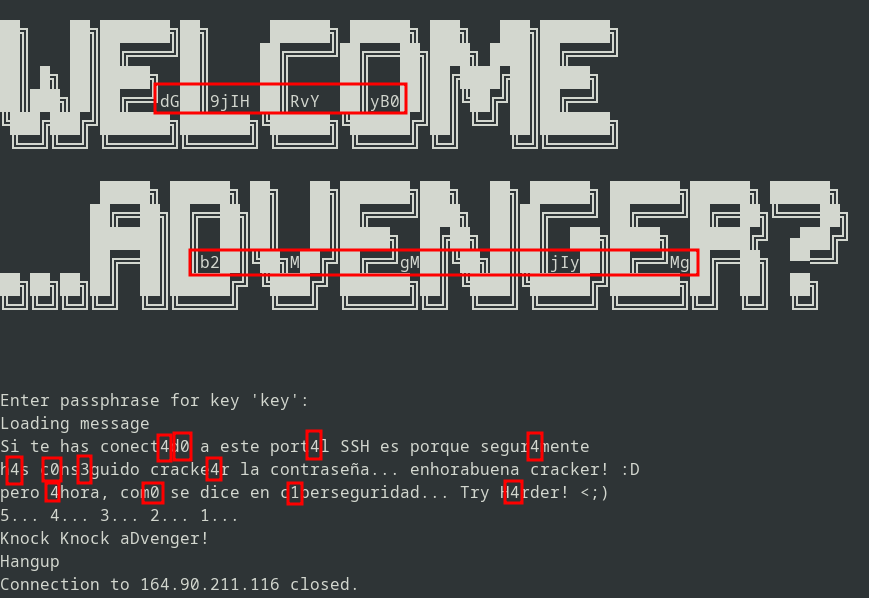 WELCOME
dG 9jIH RvY yB0
...ADVENGER?
b2 M gM jIy Mg
Enter passphrase for key 'key':
Loading message
Si te has conect4d0 a este port4l SSH es porque segur4mente
h4s c0ns3guido cracke4r la contraseña... enhorabuena cracker! :D
pero 4hora, com0 se dice en c1berseguridad... Try H4rder! <;)
5... 4... 3... 2... 1...
Knock Knock aDvenger!
Hangup
Connection to 164.90.211.116 closed.